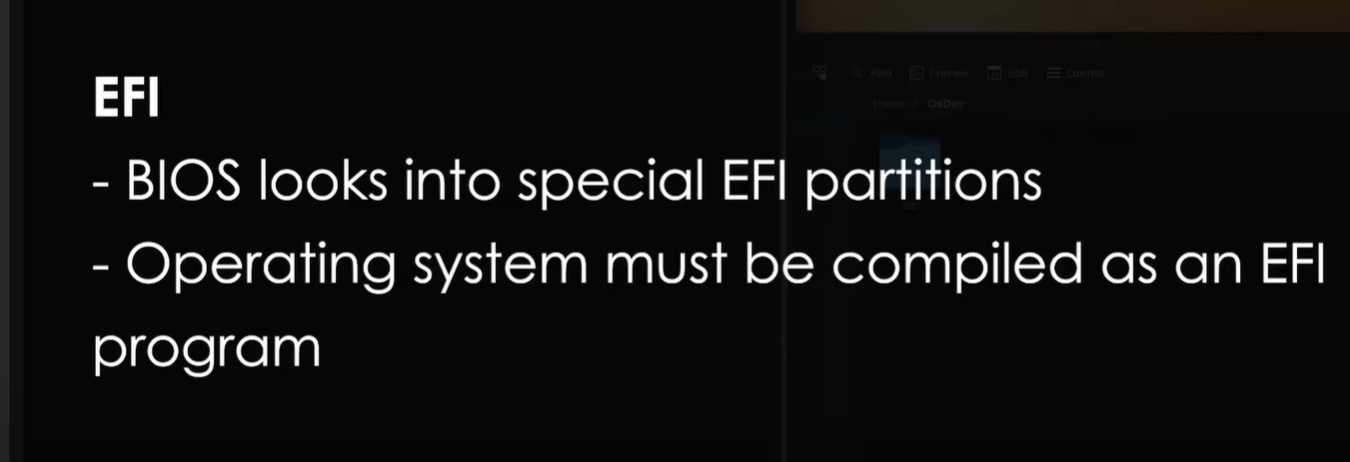 Find Preview Split Control
Home > OsDev
EFI
- BIOS looks into special EFI partitions
- Operating system must be compiled as an EFI
program